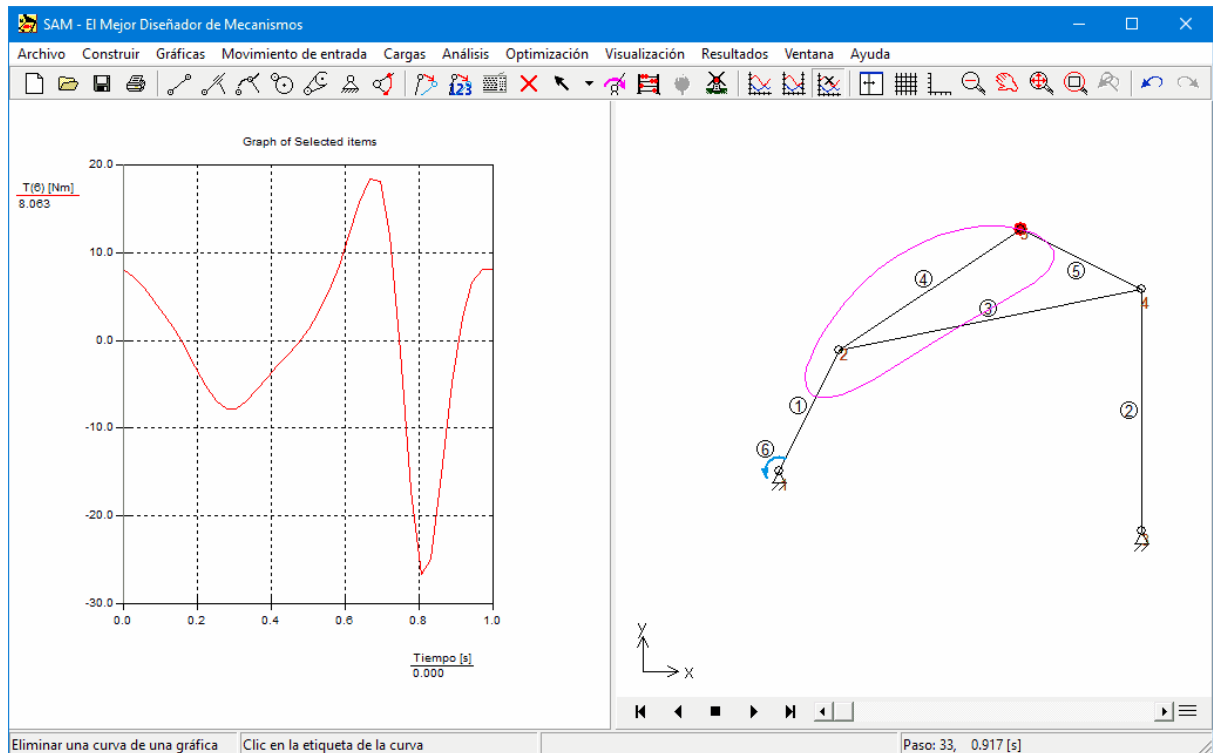 SAM - El Mejor Diseñador de Mecanismos
Archivo Construir Gráficas Movimiento de entrada Cargas Análisis Optimización Visualización Resultados Ventana Ayuda
123
Graph of Selected items
T(6) [Nm]
8.063
20.0
10.0
0.0
-10.0
-20.0
-30.0
0.0 0.2 0.4 0.6 0.8 1.0
Tiempo [s]
0.000
5
4
5
3
4
2
1
2
6
1
3
y
x
Eliminar una curva de una gráfica
Clic en la etiqueta de la curva
Paso: 33, 0.917 [s]